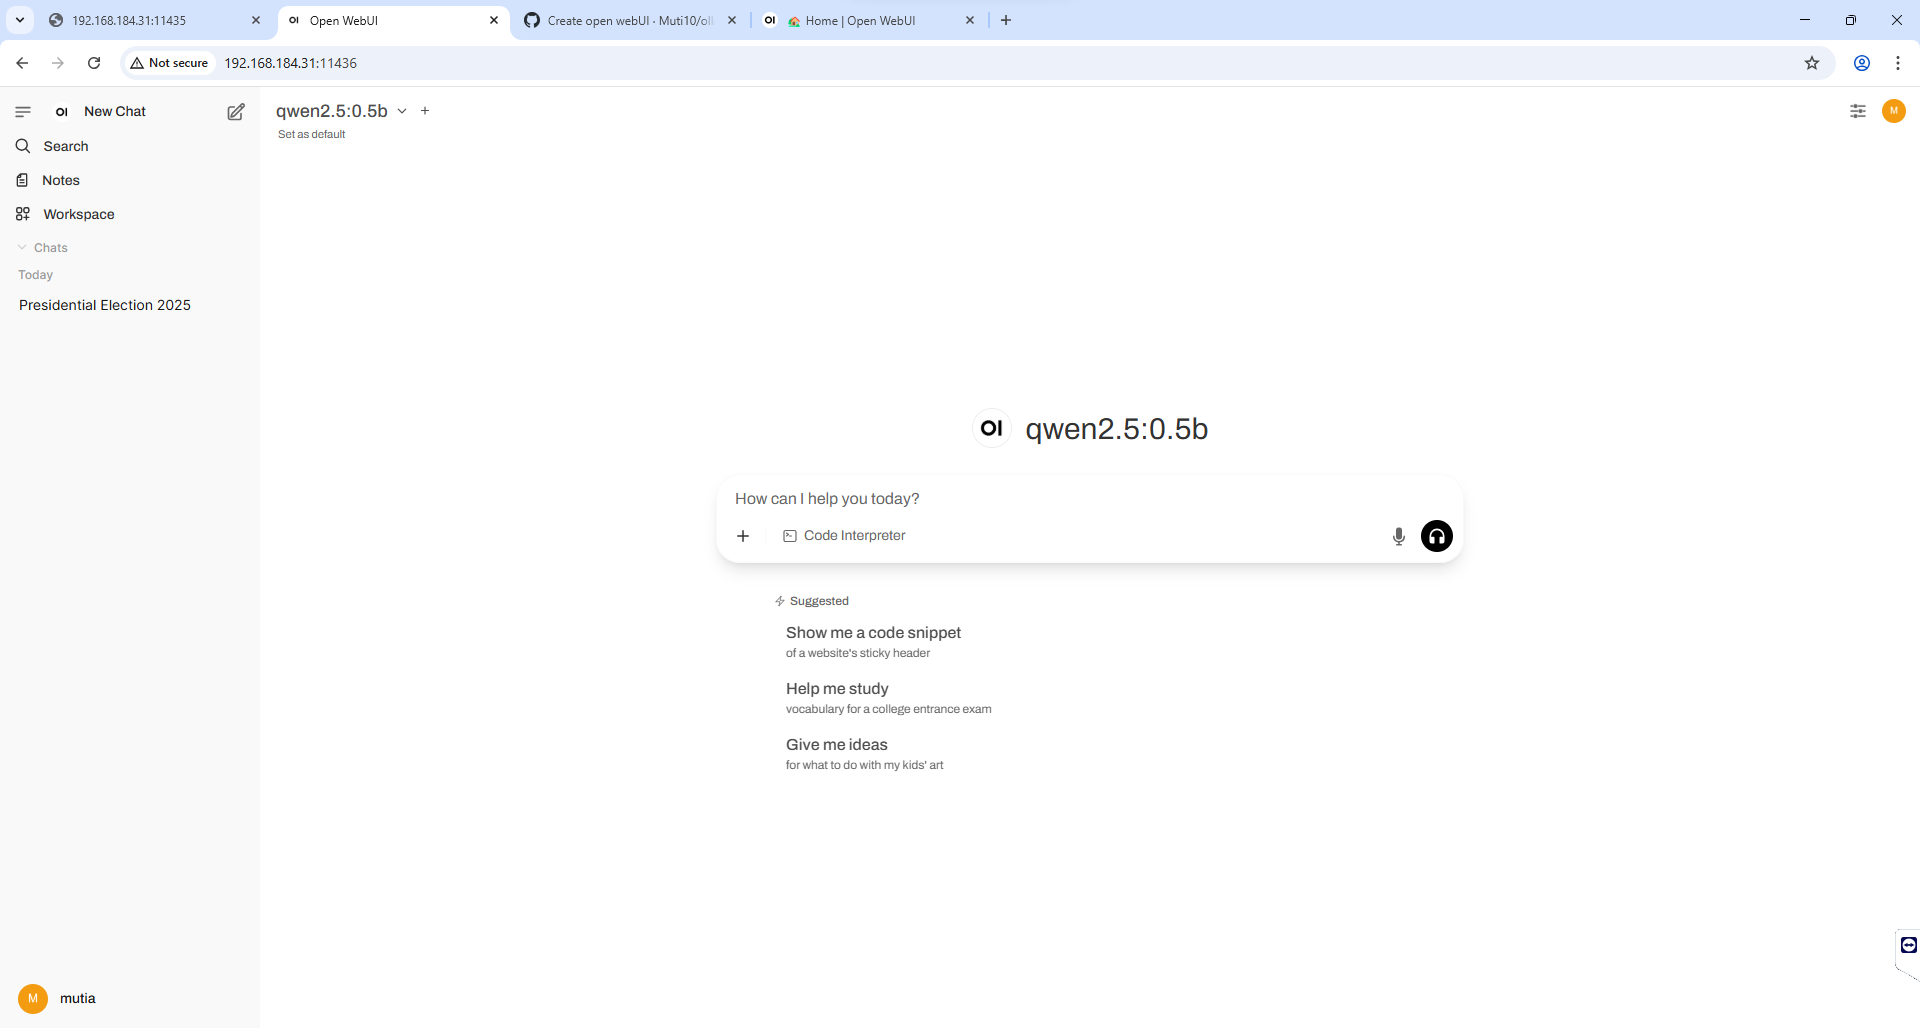 192.168.184.31:11435
Open WebUI
Create open webUI · Muti10/oll
OI Home | Open WebUI
Not secure 192.168.184.31:11436
OI New Chat
Search
Notes
Workspace
Chats
Today
Presidential Election 2025
M mutia
qwen2.5:0.5b
Set as default
M
OI qwen2.5:0.5b
How can I help you today?
Code Interpreter
Suggested
Show me a code snippet
of a website's sticky header
Help me study
vocabulary for a college entrance exam
Give me ideas
for what to do with my kids' art